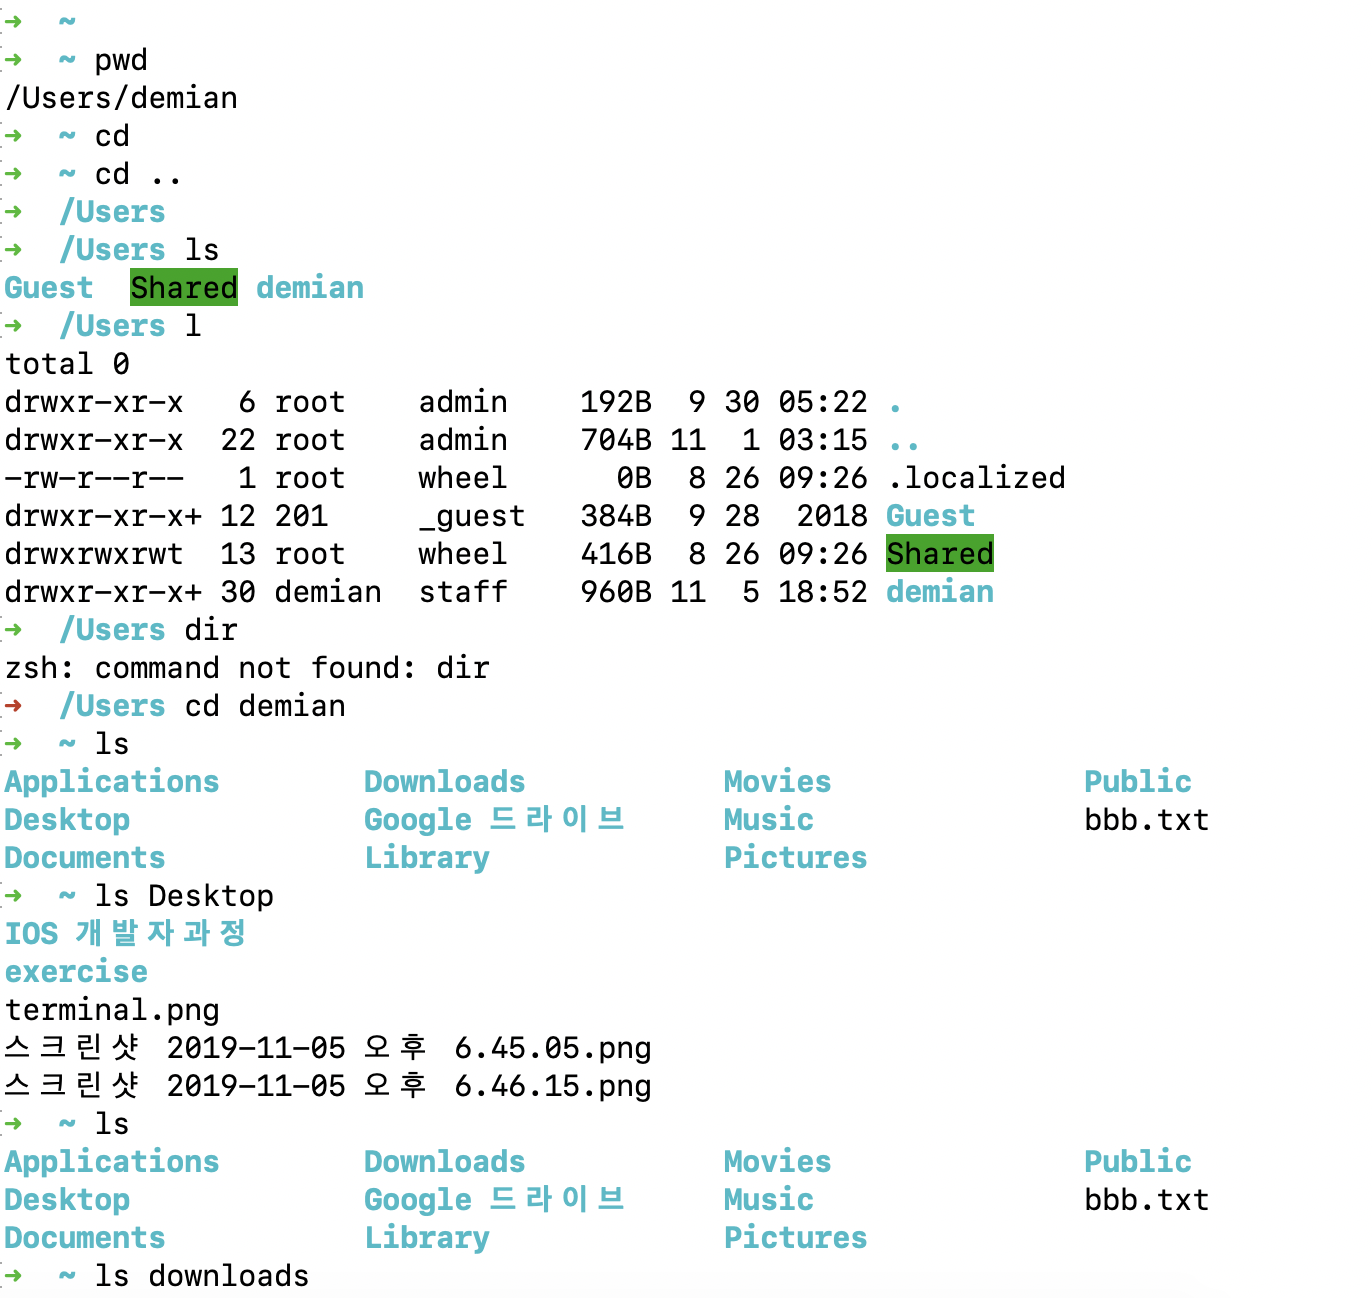 ➜  ~
➜  ~ pwd
/Users/demian
➜  ~ cd
➜  ~ cd ..
➜  /Users
➜  /Users ls
Guest  Shared demian
➜  /Users l
total 0
drwxr-xr-x   6 root    admin    192B  9 30 05:22 .
drwxr-xr-x  22 root    admin    704B 11  1 03:15 ..
-rw-r--r--   1 root    wheel      0B  8 26 09:26 .localized
drwxr-xr-x+ 12 201     _guest   384B  9 28  2018 Guest
drwxrwxrwt  13 root    wheel    416B  8 26 09:26 Shared
drwxr-xr-x+ 30 demian  staff    960B 11  5 18:52 demian
➜  /Users dir
zsh: command not found: dir
➜  /Users cd demian
➜  ~ ls
Applications        Downloads           Movies              Public
Desktop             Google 드라이브     Music               bbb.txt
Documents           Library             Pictures
➜  ~ ls Desktop
IOS 개발자과정
exercise
terminal.png
스크린샷 2019-11-05 오후 6.45.05.png
스크린샷 2019-11-05 오후 6.46.15.png
➜  ~ ls
Applications        Downloads           Movies              Public
Desktop             Google 드라이브     Music               bbb.txt
Documents           Library             Pictures
➜  ~ ls downloads